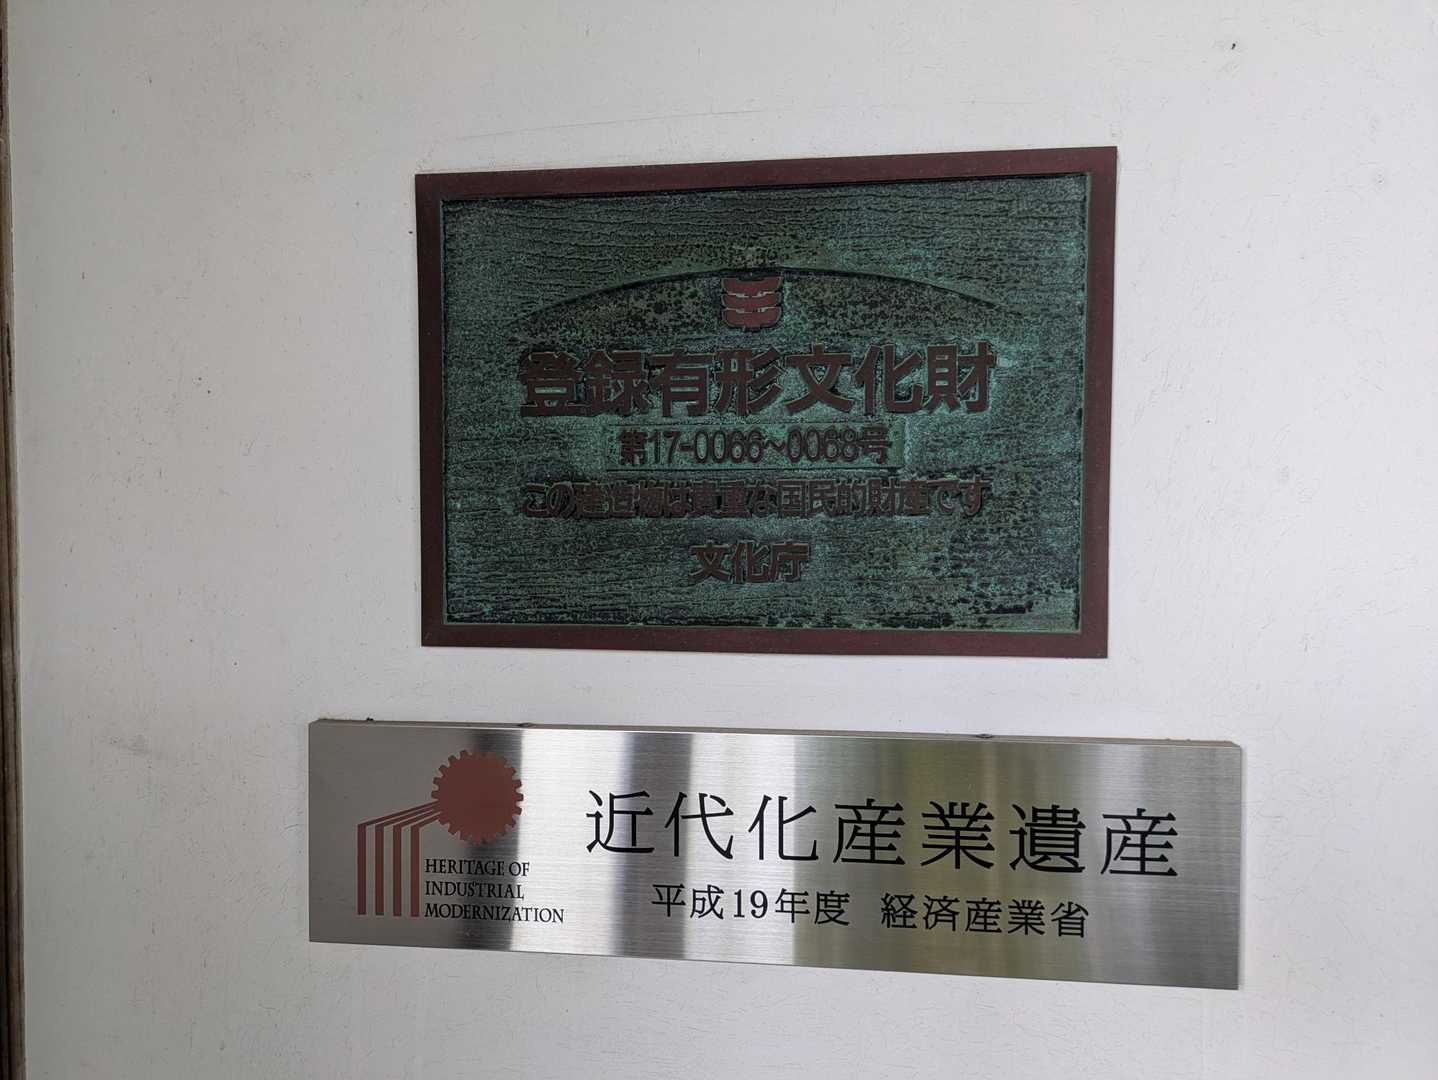 登録有形文化財
第17-0066~0068号
この建造物は貴重な国民的財産です
文化庁
HERITAGE OF
INDUSTRIAL
MODERNIZATION
近代化産業遺産
平成19年度 経済産業省